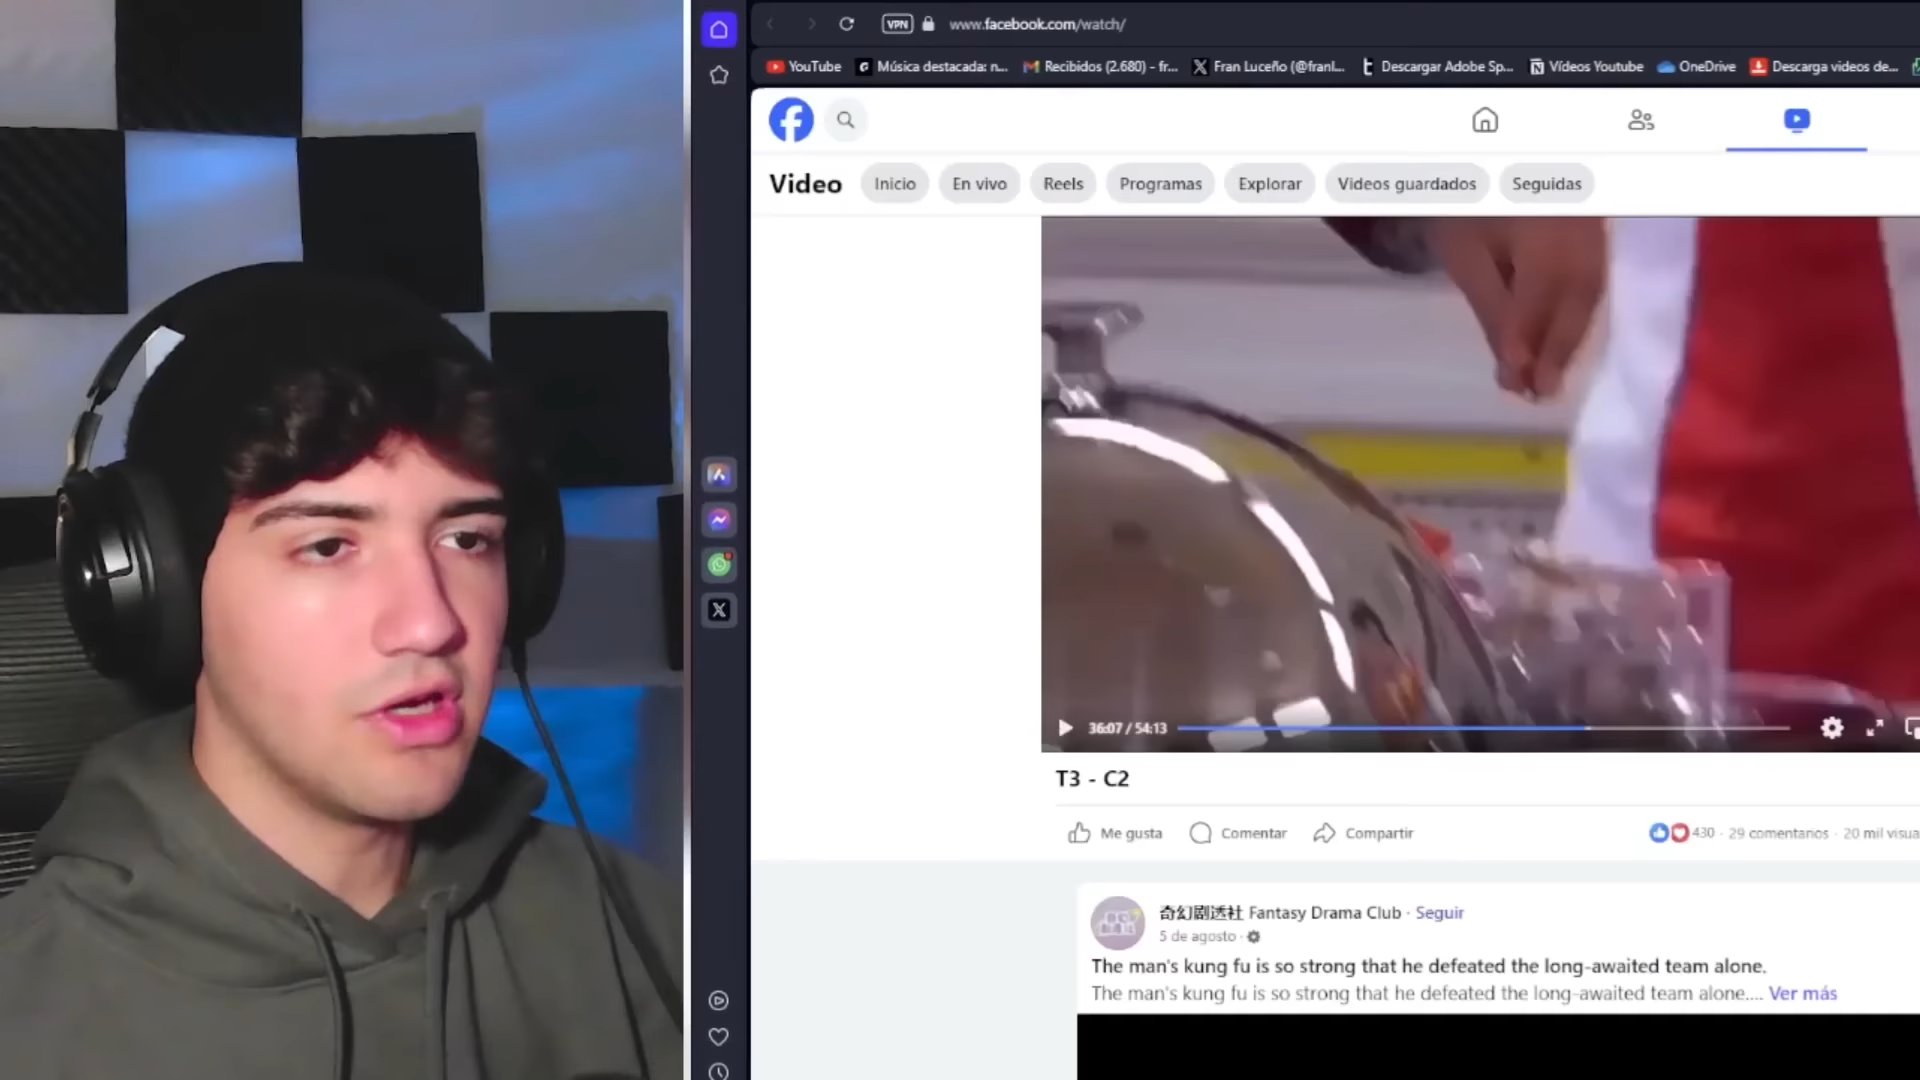 VPN
www.facebook.com/watch/
YouTube
Música destacada: n...
Recibidos (2.680) - fr...
Fran Luceño (@franl...
Descargar Adobe Sp...
Vídeos Youtube
OneDrive
Descarga videos de...
Video
Inicio
En vivo
Reels
Programas
Explorar
Videos guardados
Seguidas
36:07 / 54:13
T3 - C2
Me gusta
Comentar
Compartir
430 · 29 comentarios · 20 mil visua
奇幻剧透社 Fantasy Drama Club · Seguir
5 de agosto ·
The man's kung fu is so strong that he defeated the long-awaited team alone.
The man's kung fu is so strong that he defeated the long-awaited team alone.... Ver más